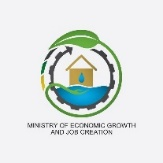 MINISTRY OF ECONOMIC GROWTH
AND JOB CREATION